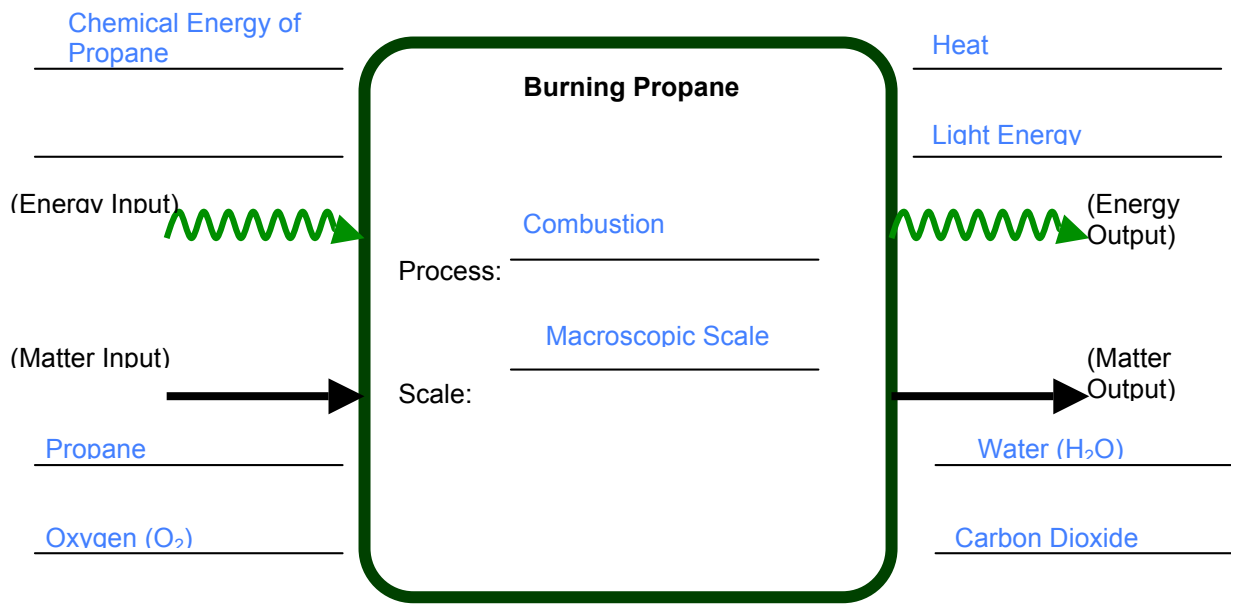 Chemical Energy of
Propane
(Energy Input)
(Matter Input)
Propane
Oxygen (O₂)
Burning Propane
Combustion
Process:
Macroscopic Scale
Scale:
Heat
Light Energy
(Energy
Output)
(Matter
Output)
Water (H₂O)
Carbon Dioxide